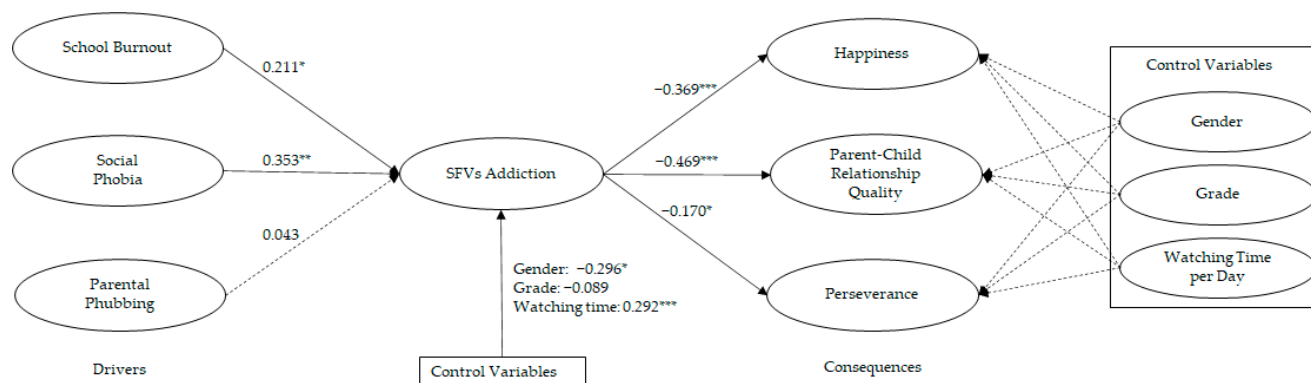 School Burnout
0.211*
Social
Phobia
0.353**
Parental
Phubbing
0.043
Drivers
SFVs Addiction
Gender: −0.296*
Grade: −0.089
Watching time: 0.292***
Control Variables
−0.369***
−0.469***
−0.170*
Happiness
Parent-Child
Relationship
Quality
Perseverance
Consequences
Control Variables
Gender
Grade
Watching Time
per Day